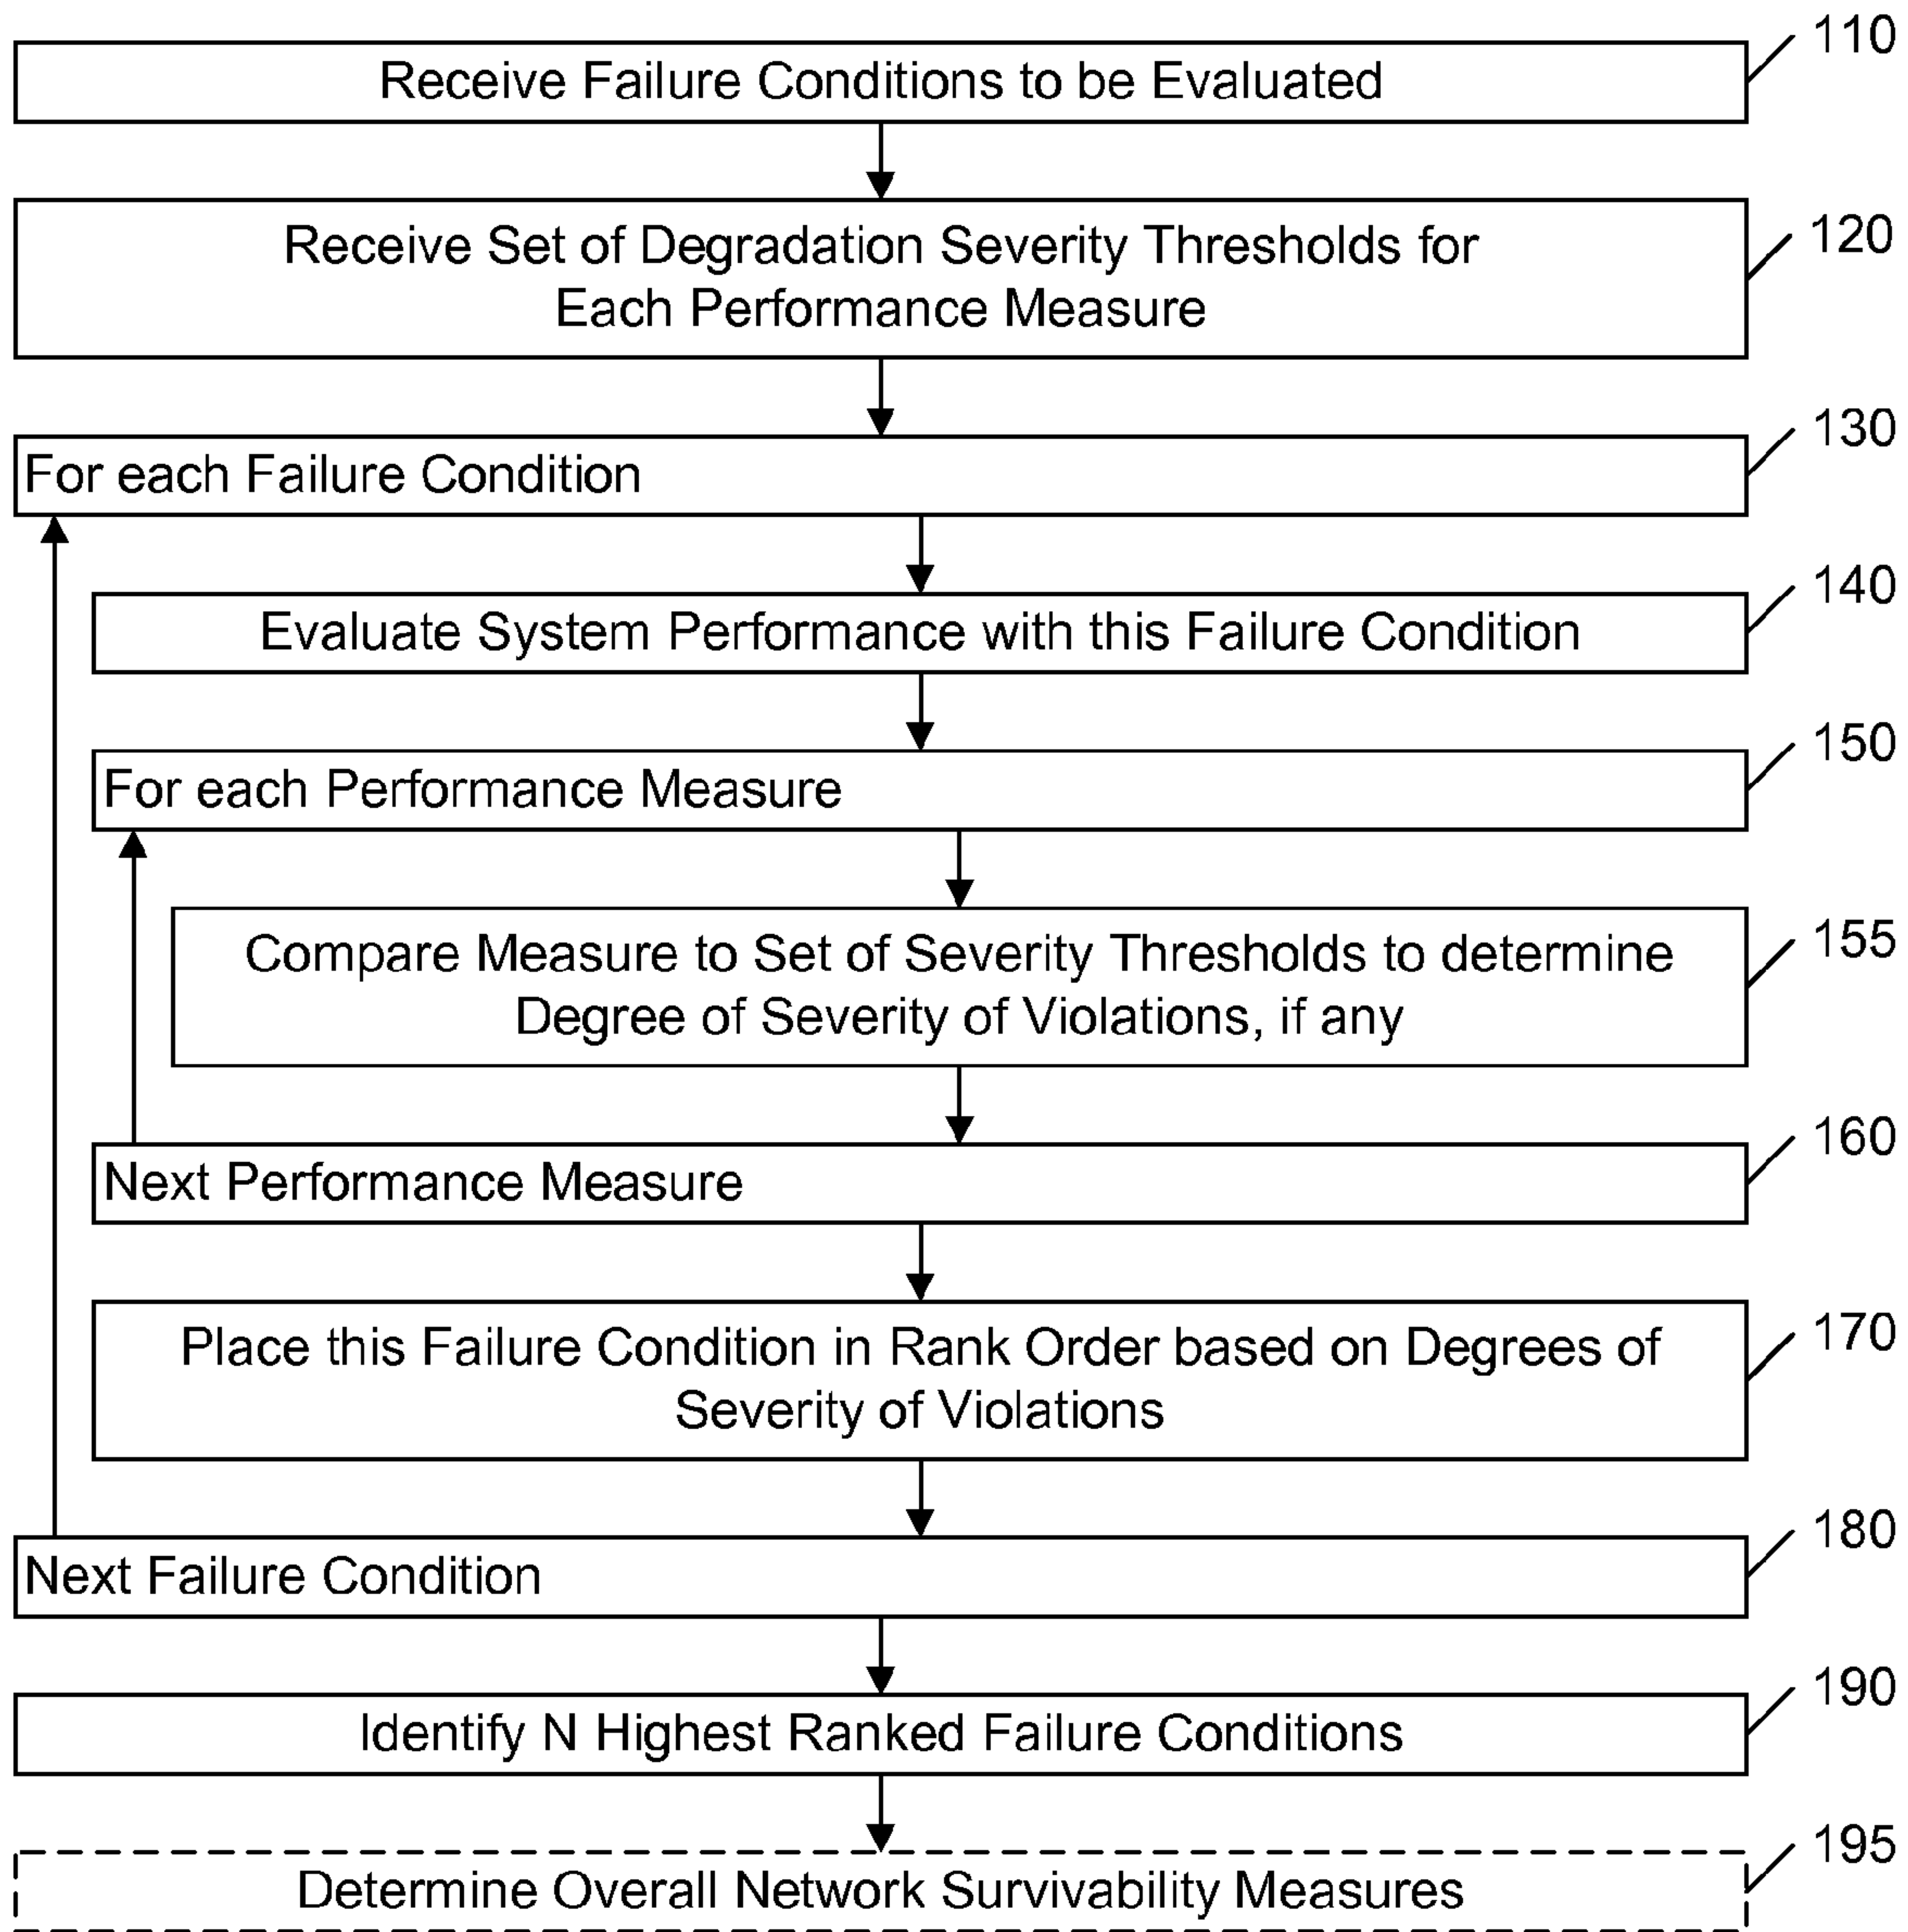 110
Receive Failure Conditions to be Evaluated
120
Receive Set of Degradation Severity Thresholds for
Each Performance Measure
130
For each Failure Condition
140
Evaluate System Performance with this Failure Condition
150
For each Performance Measure
155
Compare Measure to Set of Severity Thresholds to determine
Degree of Severity of Violations, if any
160
Next Performance Measure
170
Place this Failure Condition in Rank Order based on Degrees of
Severity of Violations
180
Next Failure Condition
190
Identify N Highest Ranked Failure Conditions
195
Determine Overall Network Survivability Measures